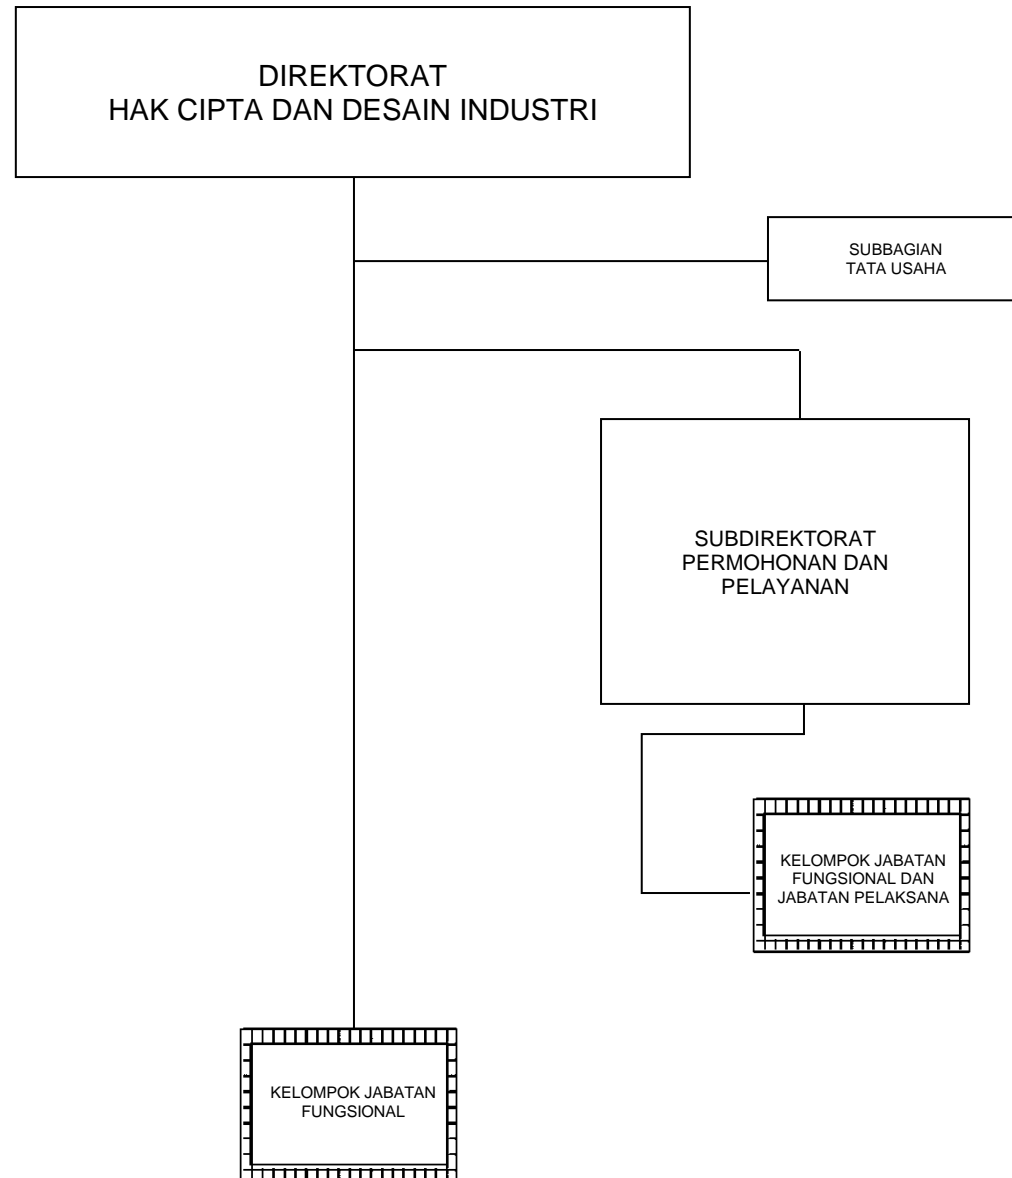 DIREKTORAT
HAK CIPTA DAN DESAIN INDUSTRI
SUBBAGIAN
TATA USAHA
SUBDIREKTORAT
PERMOHONAN DAN
PELAYANAN
KELOMPOK JABATAN
FUNGSIONAL DAN
JABATAN PELAKSANA
KELOMPOK JABATAN
FUNGSIONAL